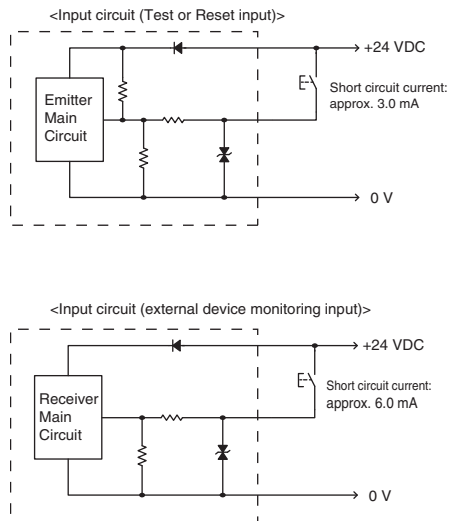 <Input circuit (Test or Reset input)>
+24 VDC
Emitter
Main
Circuit
Short circuit current:
approx. 3.0 mA
0 V
<Input circuit (external device monitoring input)>
+24 VDC
Receiver
Main
Circuit
Short circuit current:
approx. 6.0 mA
0 V